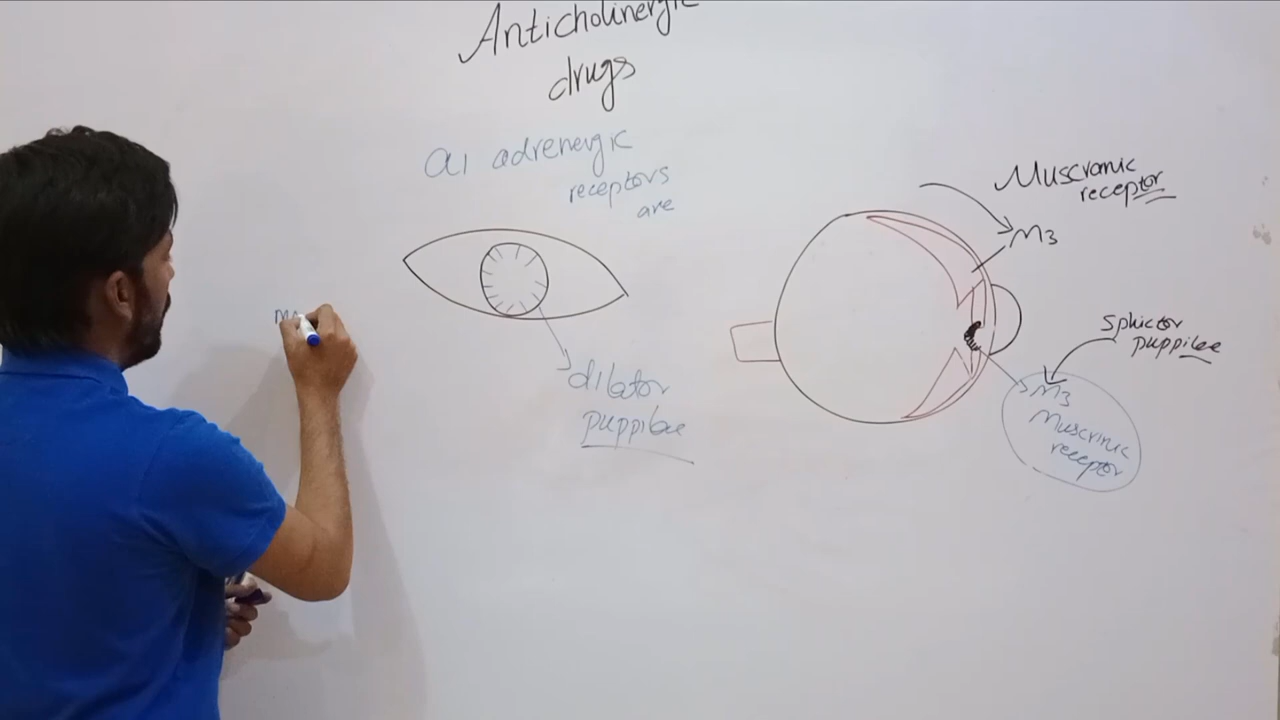 Anticholinergic
drugs
α1 adrenergic
receptors
are
dilator
puppilae
Muscranic
receptor
M3
Sphictor
puppilae
M3
Muscrinic
receptor